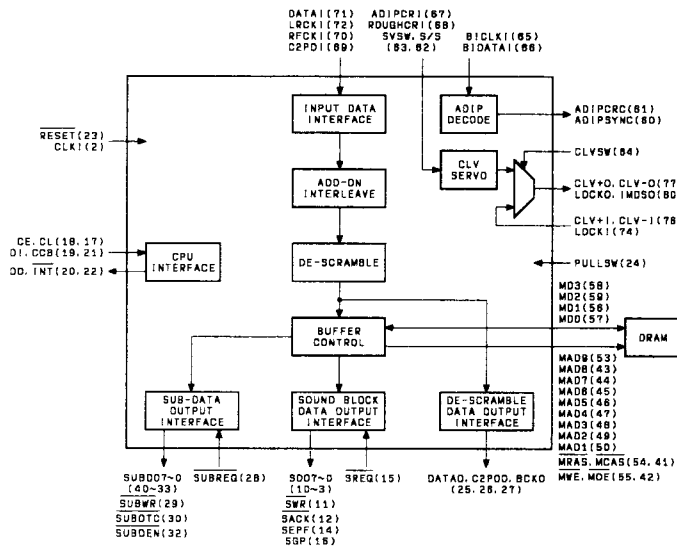 DATAI(71)
LRCKI(72)
RFCKI(70)
C2PDI(69)
ADIPCRI(67)
ROUGHCRI(68)
SVSW.S/S
(63.62)
BICLKI(65)
BIDATAI(66)
INPUT DATA
INTERFACE
ADIP
DECODE
ADIPCRC(61)
ADIPSYNC(60)
RESET(23)
CLKI(2)
CLVSW(64)
CLV
SERVO
ADD-ON
INTERLEAVE
CLV+O.CLV-O(77
LOCKO.IMDSO(80
CLV+I.CLV-I(76
LOCKI(74)
CE.CL(18.17)
DI.CCB(19.21)
DO.INT(20.22)
CPU
INTERFACE
DE-SCRAMBLE
PULLSW(24)
MD3(58)
MD2(59)
MD1(56)
MD0(57)
BUFFER
CONTROL
DRAM
MAD9(53)
MAD8(43)
MAD7(44)
MAD6(45)
MAD5(46)
MAD4(47)
MAD3(48)
MAD2(49)
MAD1(50)
MRAS.MCAS(54.41)
MWE.MOE(55.42)
SUB-DATA
OUTPUT
INTERFACE
SOUND BLOCK
DATA OUTPUT
INTERFACE
DE-SCRAMBLE
DATA OUTPUT
INTERFACE
SUBDO7~0
(40~33)
SUBWR(29)
SUBDTC(30)
SUBDEN(32)
SUBREQ(28)
SDO7~0
(10~3)
SWR(11)
SACK(12)
SEPF(14)
SGP(16)
SREQ(15)
DATAO.C2POO.BCKO
(25.26.27)